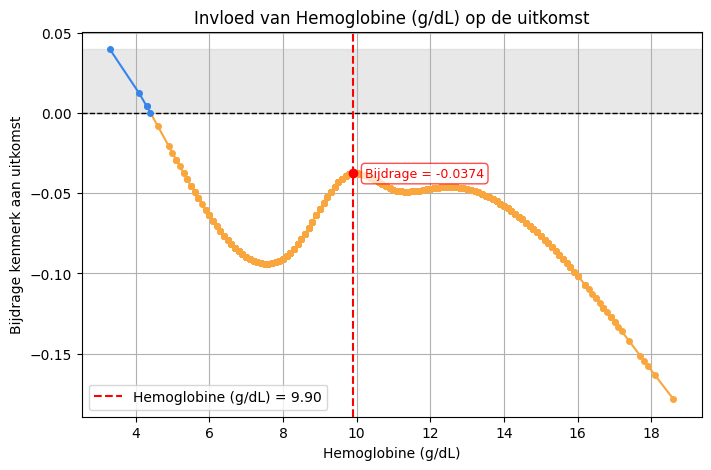 Invloed van Hemoglobine (g/dL) op de uitkomst
Bijdrage kenmerk aan uitkomst
0.05
0.00
−0.05
−0.10
−0.15
Bijdrage = -0.0374
Hemoglobine (g/dL) = 9.90
4 6 8 10 12 14 16 18
Hemoglobine (g/dL)